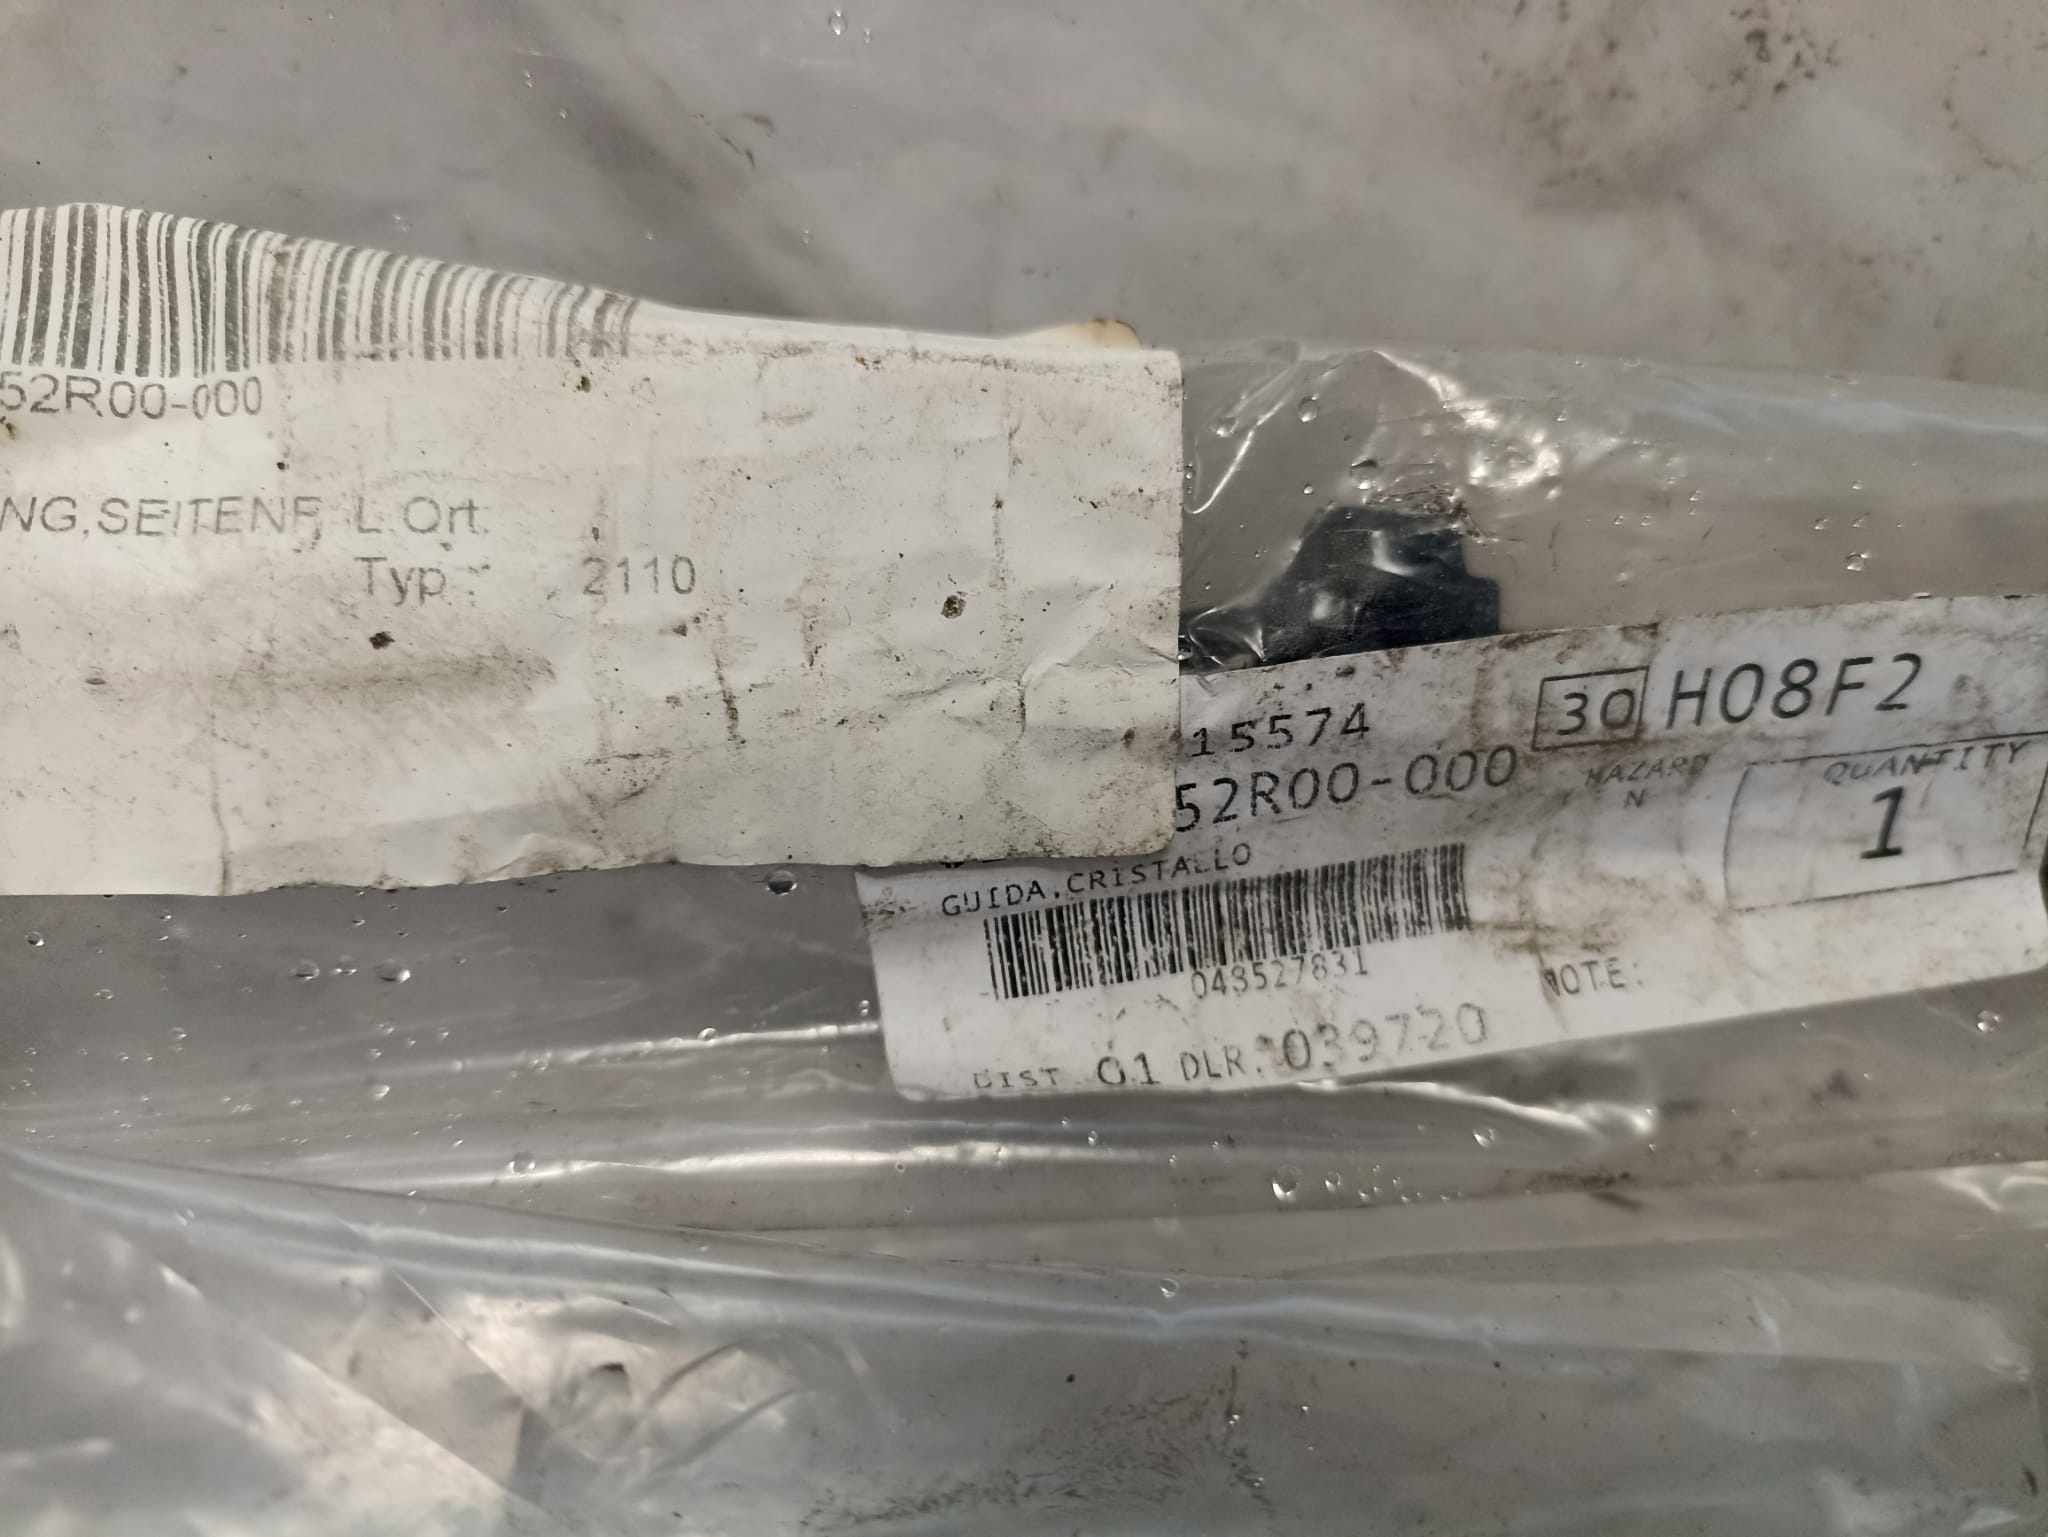 52R00-000
NG,SEITENF, L.Ort.
Typ : 2110
15574
30 H08F2
52R00-000
HAZARD
N
QUANTITY
1
GUIDA,CRISTALLO
043527831
NOTE:
DIST 01 DLR. 039720